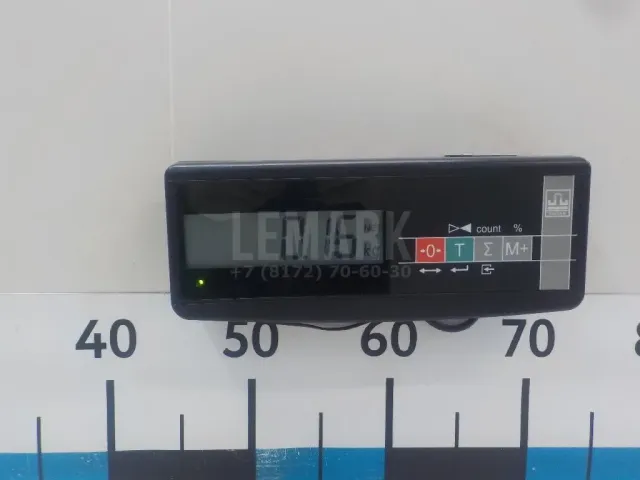 LEMARK
+7 (8172) 70-60-30
count %
→0← T Σ M+
40 50 60 70